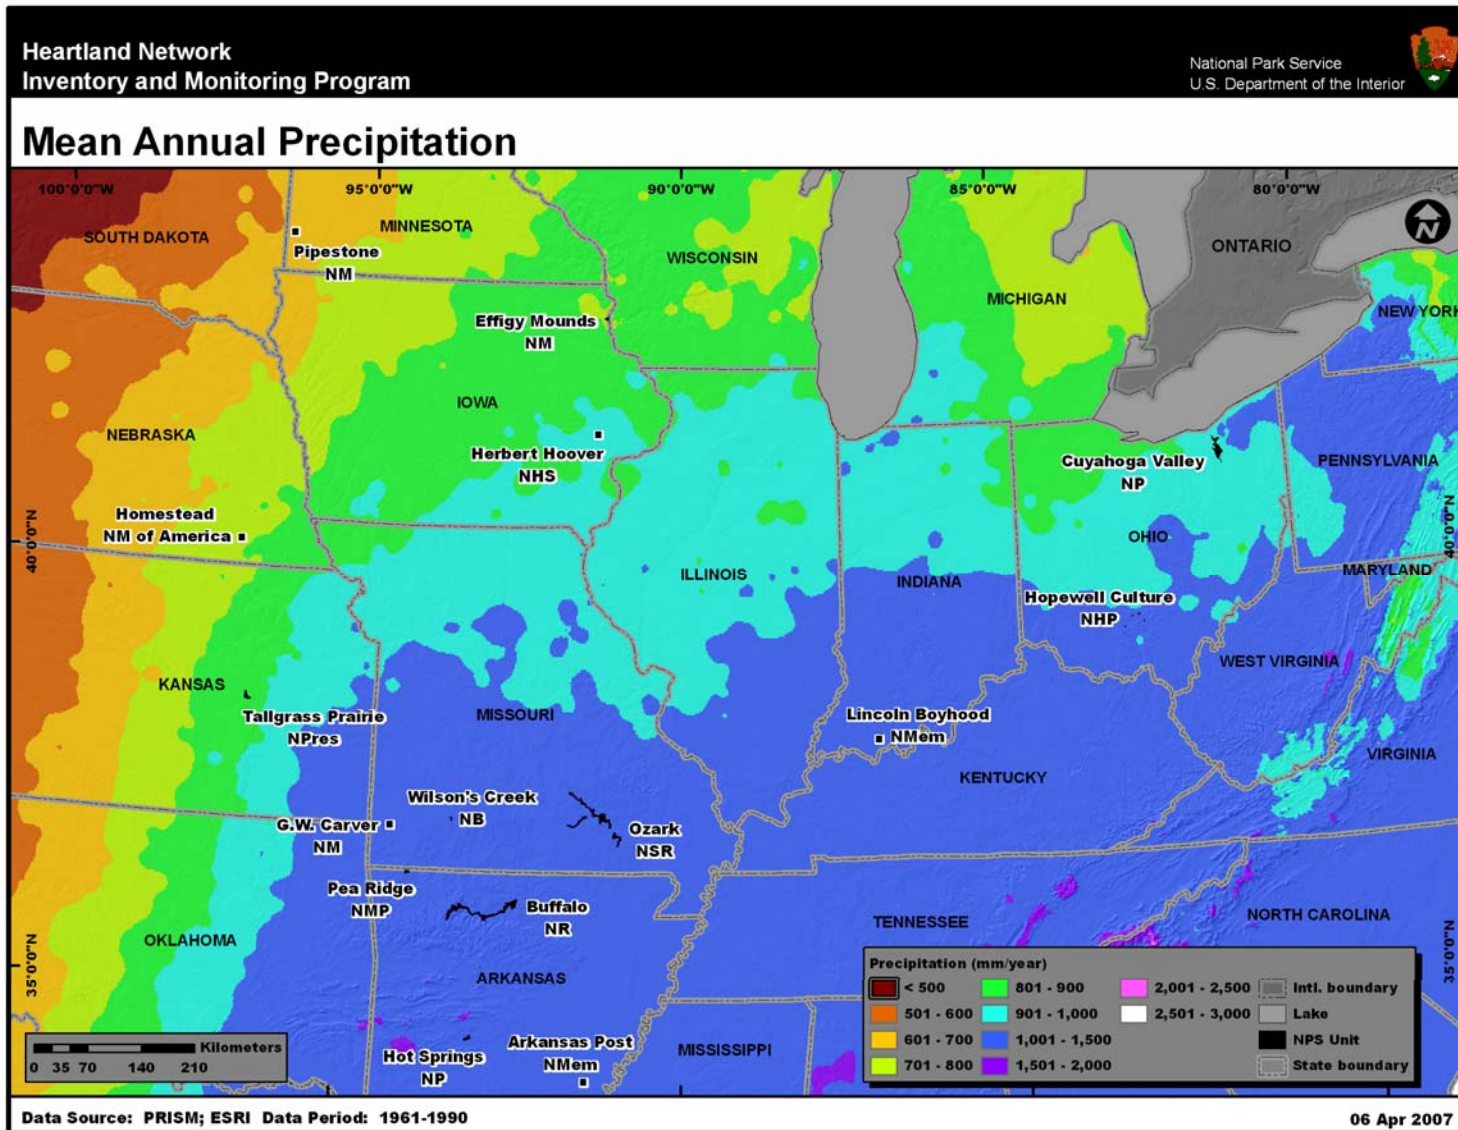 Heartland Network
Inventory and Monitoring Program
National Park Service
U.S. Department of the Interior
Mean Annual Precipitation
100°0'0"W
95°0'0"W
90°0'0"W
85°0'0"W
80°0'0"W
SOUTH DAKOTA
MINNESOTA
WISCONSIN
MICHIGAN
ONTARIO
N
NEW YORK
Pipestone
NM
Effigy Mounds
NM
IOWA
NEBRASKA
Herbert Hoover
NHS
Cuyahoga Valley
NP
PENNSYLVANIA
Homestead
NM of America
40°0'0"N
40°0'0"N
OHIO
ILLINOIS
INDIANA
MARYLAND
Hopewell Culture
NHP
WEST VIRGINIA
KANSAS
Tallgrass Prairie
NPres
MISSOURI
Lincoln Boyhood
NMem
VIRGINIA
KENTUCKY
Wilson's Creek
NB
G.W. Carver
NM
Ozark
NSR
Pea Ridge
NMP
Buffalo
NR
TENNESSEE
NORTH CAROLINA
OKLAHOMA
ARKANSAS
35°0'0"N
35°0'0"N
Hot Springs
NP
Arkansas Post
NMem
MISSISSIPPI
Kilometers
0 35 70 140 210
Precipitation (mm/year)
< 500
501 - 600
601 - 700
701 - 800
801 - 900
901 - 1,000
1,001 - 1,500
1,501 - 2,000
2,001 - 2,500
2,501 - 3,000
Intl. boundary
Lake
NPS Unit
State boundary
Data Source: PRISM; ESRI Data Period: 1961-1990
06 Apr 2007